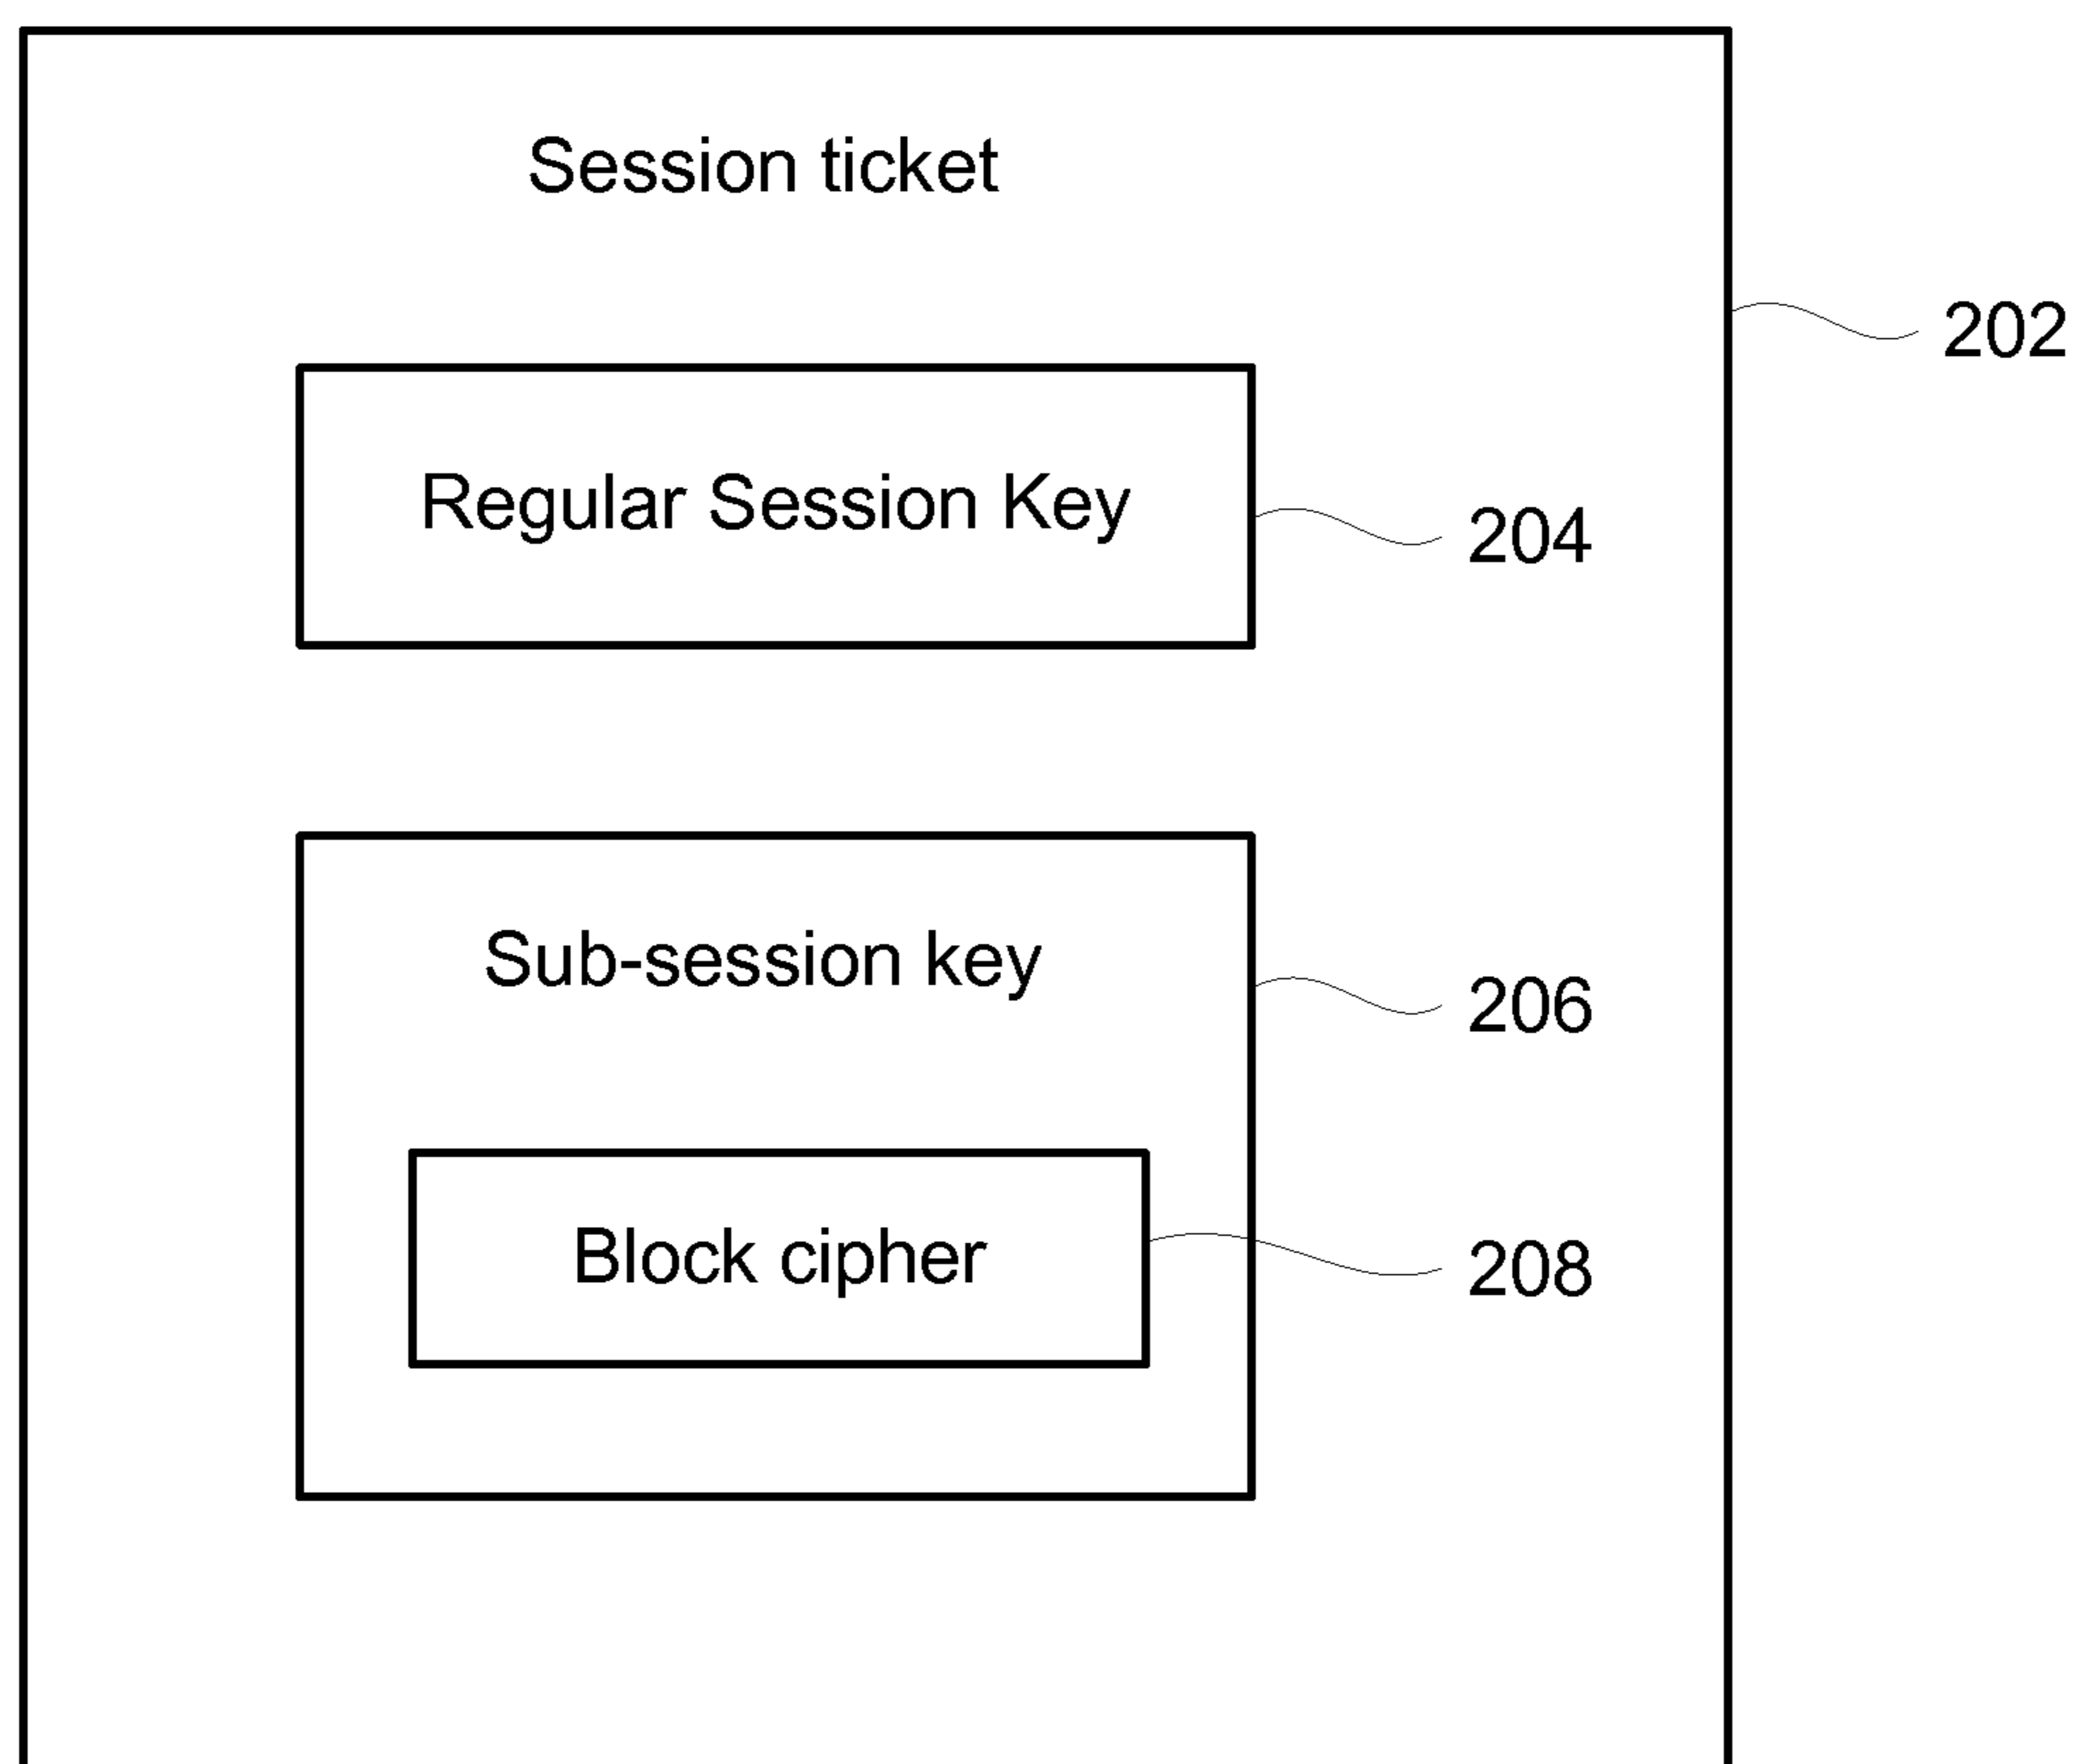 Session ticket
202
Regular Session Key
204
Sub-session key
206
Block cipher
208